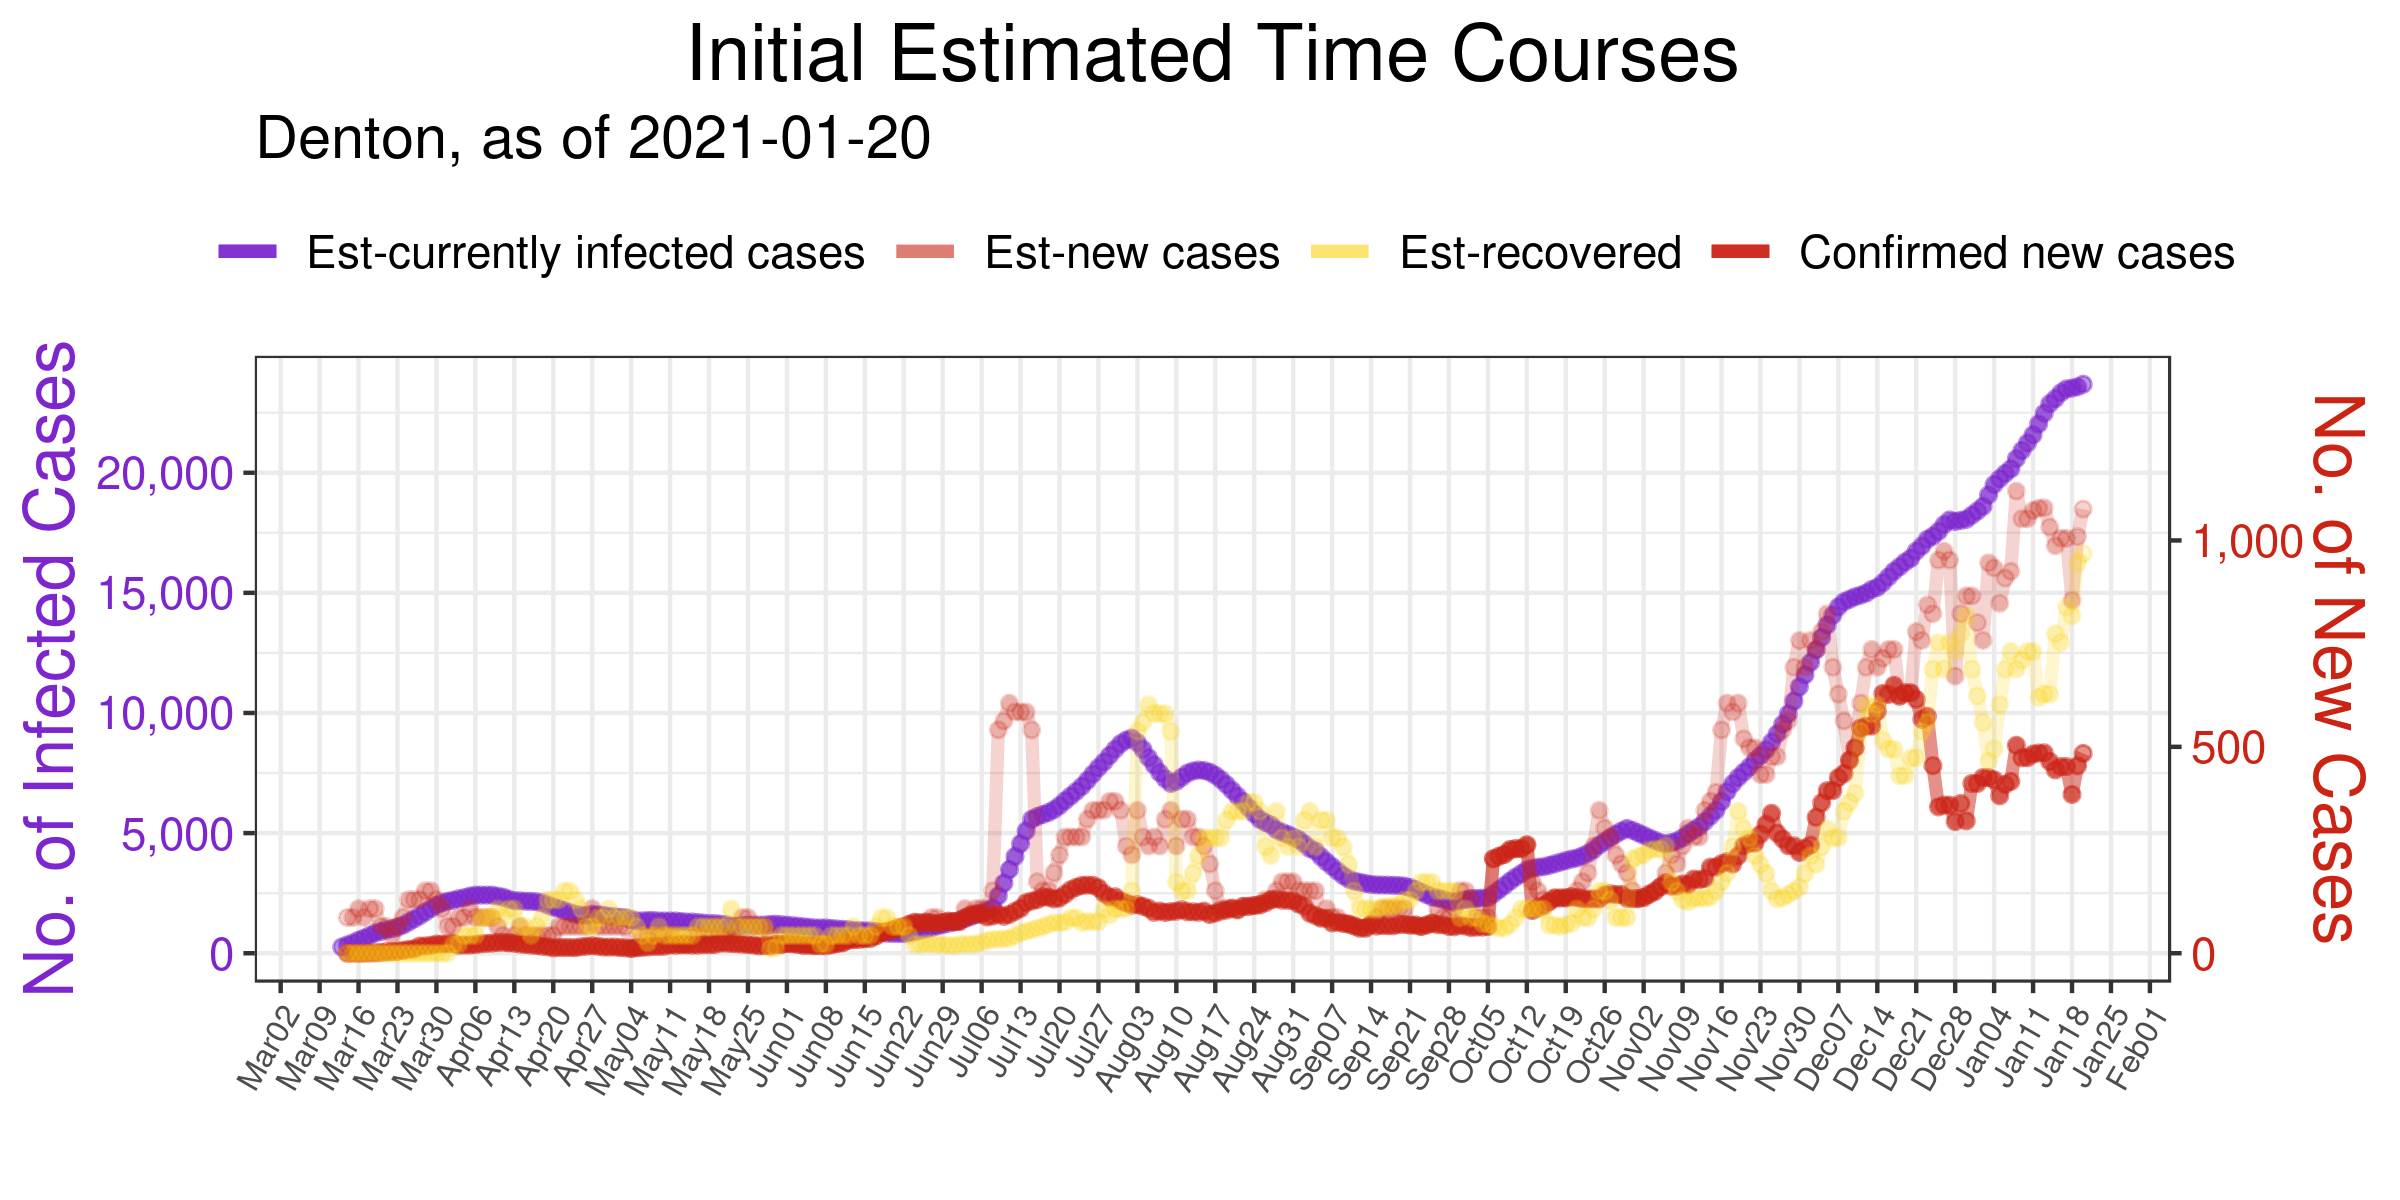 Initial Estimated Time Courses
Denton, as of 2021-01-20
Est-currently infected cases
Est-new cases
Est-recovered
Confirmed new cases
No. of Infected Cases
20,000
15,000
10,000
5,000
0
No. of New Cases
1,000
500
0
Mar02
Mar09
Mar16
Mar23
Mar30
Apr06
Apr13
Apr20
Apr27
May04
May11
May18
May25
Jun01
Jun08
Jun15
Jun22
Jun29
Jul06
Jul13
Jul20
Jul27
Aug03
Aug10
Aug17
Aug24
Aug31
Sep07
Sep14
Sep21
Sep28
Oct05
Oct12
Oct19
Oct26
Nov02
Nov09
Nov16
Nov23
Nov30
Dec07
Dec14
Dec21
Dec28
Jan04
Jan11
Jan18
Jan25
Feb01